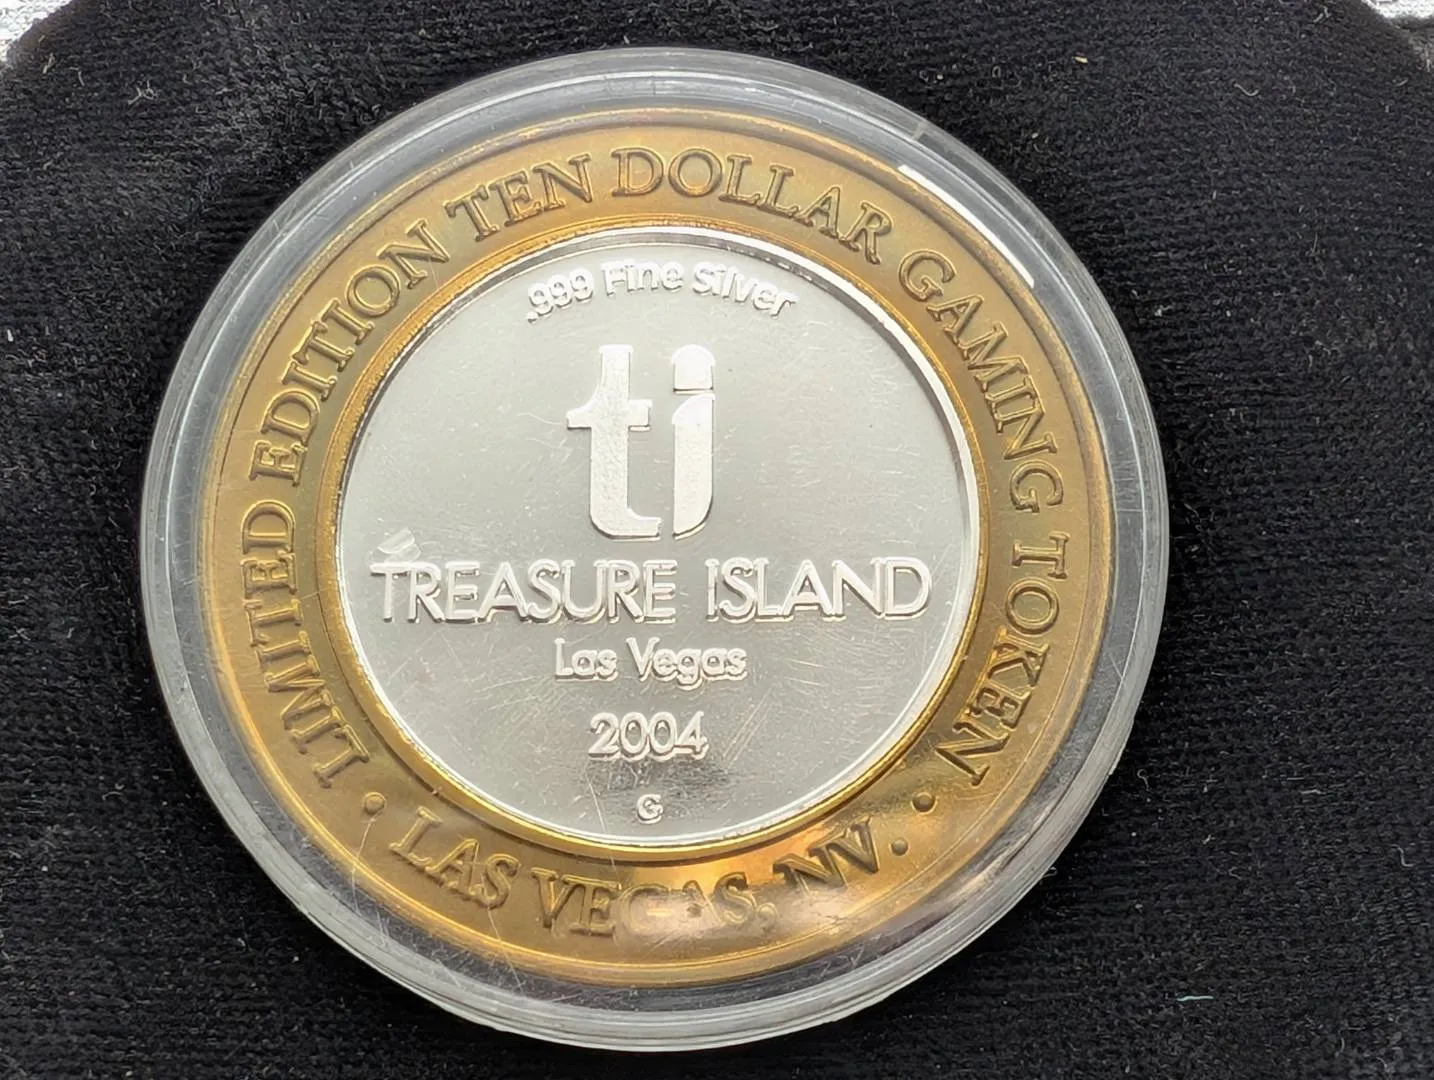 LIMITED EDITION TEN DOLLAR GAMING TOKEN
• LAS VEGAS, NV. •
.999 Fine Silver
ti
TREASURE ISLAND
Las Vegas
2004
G